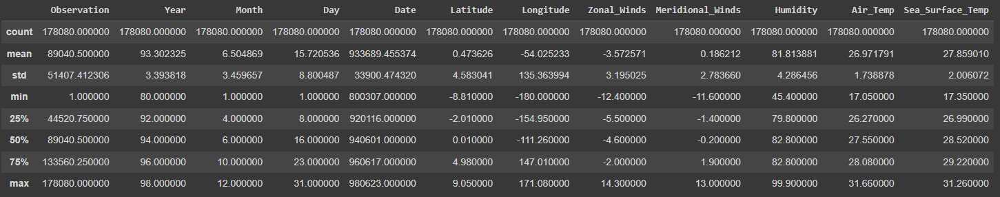 Observation Year Month Day Date Latitude Longitude Zonal_Winds Meridional_Winds Humidity Air_Temp Sea_Surface_Temp
count 178080.000000 178080.000000 178080.000000 178080.000000 178080.000000 178080.000000 178080.000000 178080.000000 178080.000000 178080.000000 178080.000000 178080.000000
mean 89040.500000 93.302325 6.504869 15.720536 933689.455374 0.473626 -54.025233 -3.572571 0.186212 81.813881 26.971791 27.859010
std 51407.412306 3.393818 3.459657 8.800487 33900.474320 4.583041 135.363994 3.195025 2.783660 4.286456 1.738878 2.006072
min 1.000000 80.000000 1.000000 1.000000 800307.000000 -8.810000 -180.000000 -12.400000 -11.600000 45.400000 17.050000 17.350000
25% 44520.750000 92.000000 4.000000 8.000000 920116.000000 -2.010000 -154.950000 -5.500000 -1.400000 79.800000 26.270000 26.990000
50% 89040.500000 94.000000 6.000000 16.000000 940601.000000 0.010000 -111.260000 -4.600000 -0.200000 82.800000 27.550000 28.520000
75% 133560.250000 96.000000 10.000000 23.000000 960617.000000 4.980000 147.010000 -2.000000 1.900000 82.800000 28.080000 29.220000
max 178080.000000 98.000000 12.000000 31.000000 980623.000000 9.050000 171.080000 14.300000 13.000000 99.900000 31.660000 31.260000